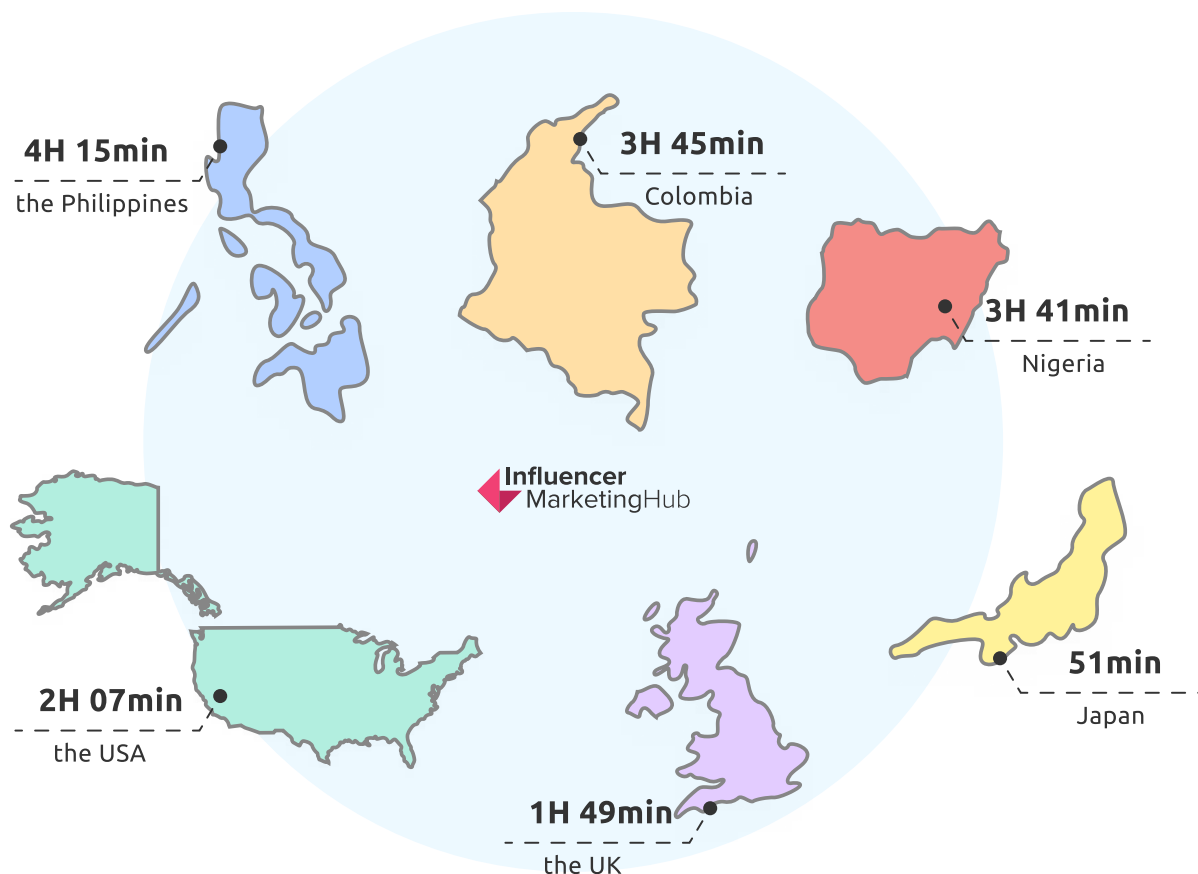 4H 15min
the Philippines
3H 45min
Colombia
3H 41min
Nigeria
Influencer
MarketingHub
2H 07min
the USA
51min
Japan
1H 49min
the UK